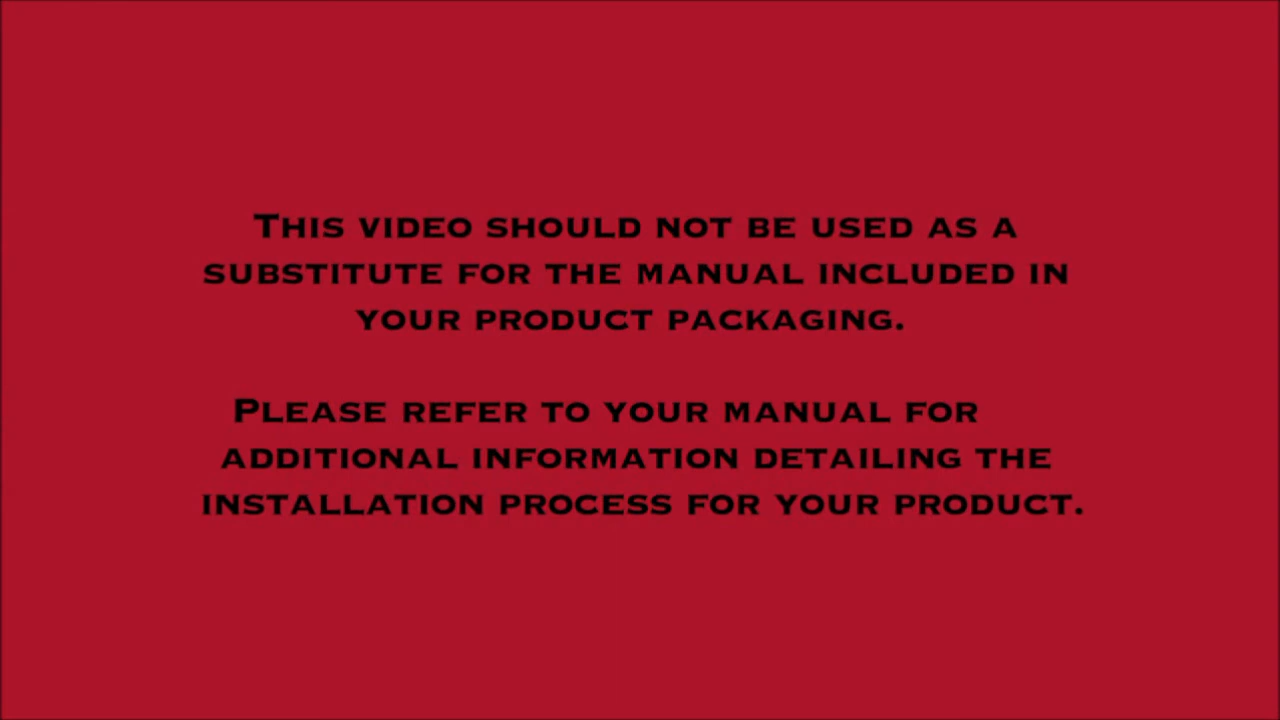 This video should not be used as a
substitute for the manual included in
your product packaging.
Please refer to your manual for
additional information detailing the
installation process for your product.